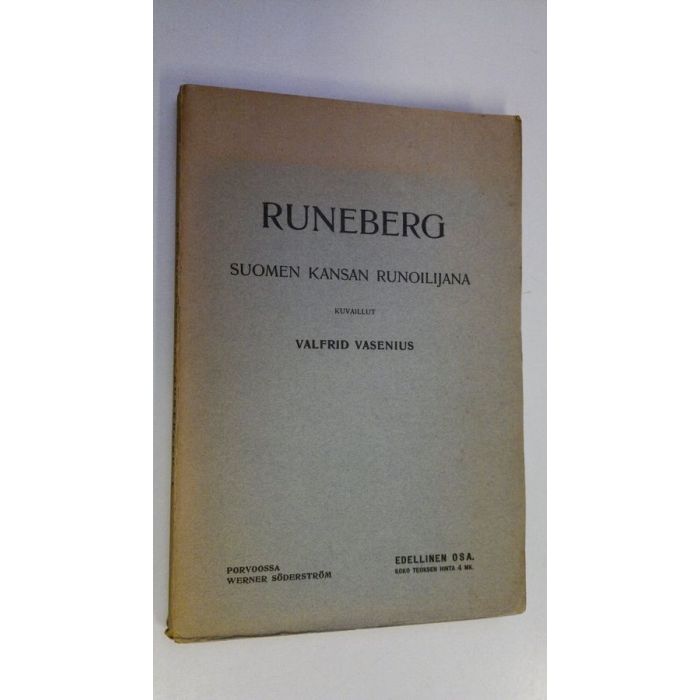 RUNEBERG
SUOMEN KANSAN RUNOILIJANA
KUVAILLUT
VALFRID VASENIUS
PORVOOSSA
WERNER SÖDERSTRÖM
EDELLINEN OSA.
KOKO TEOKSEN HINTA 4 MK.